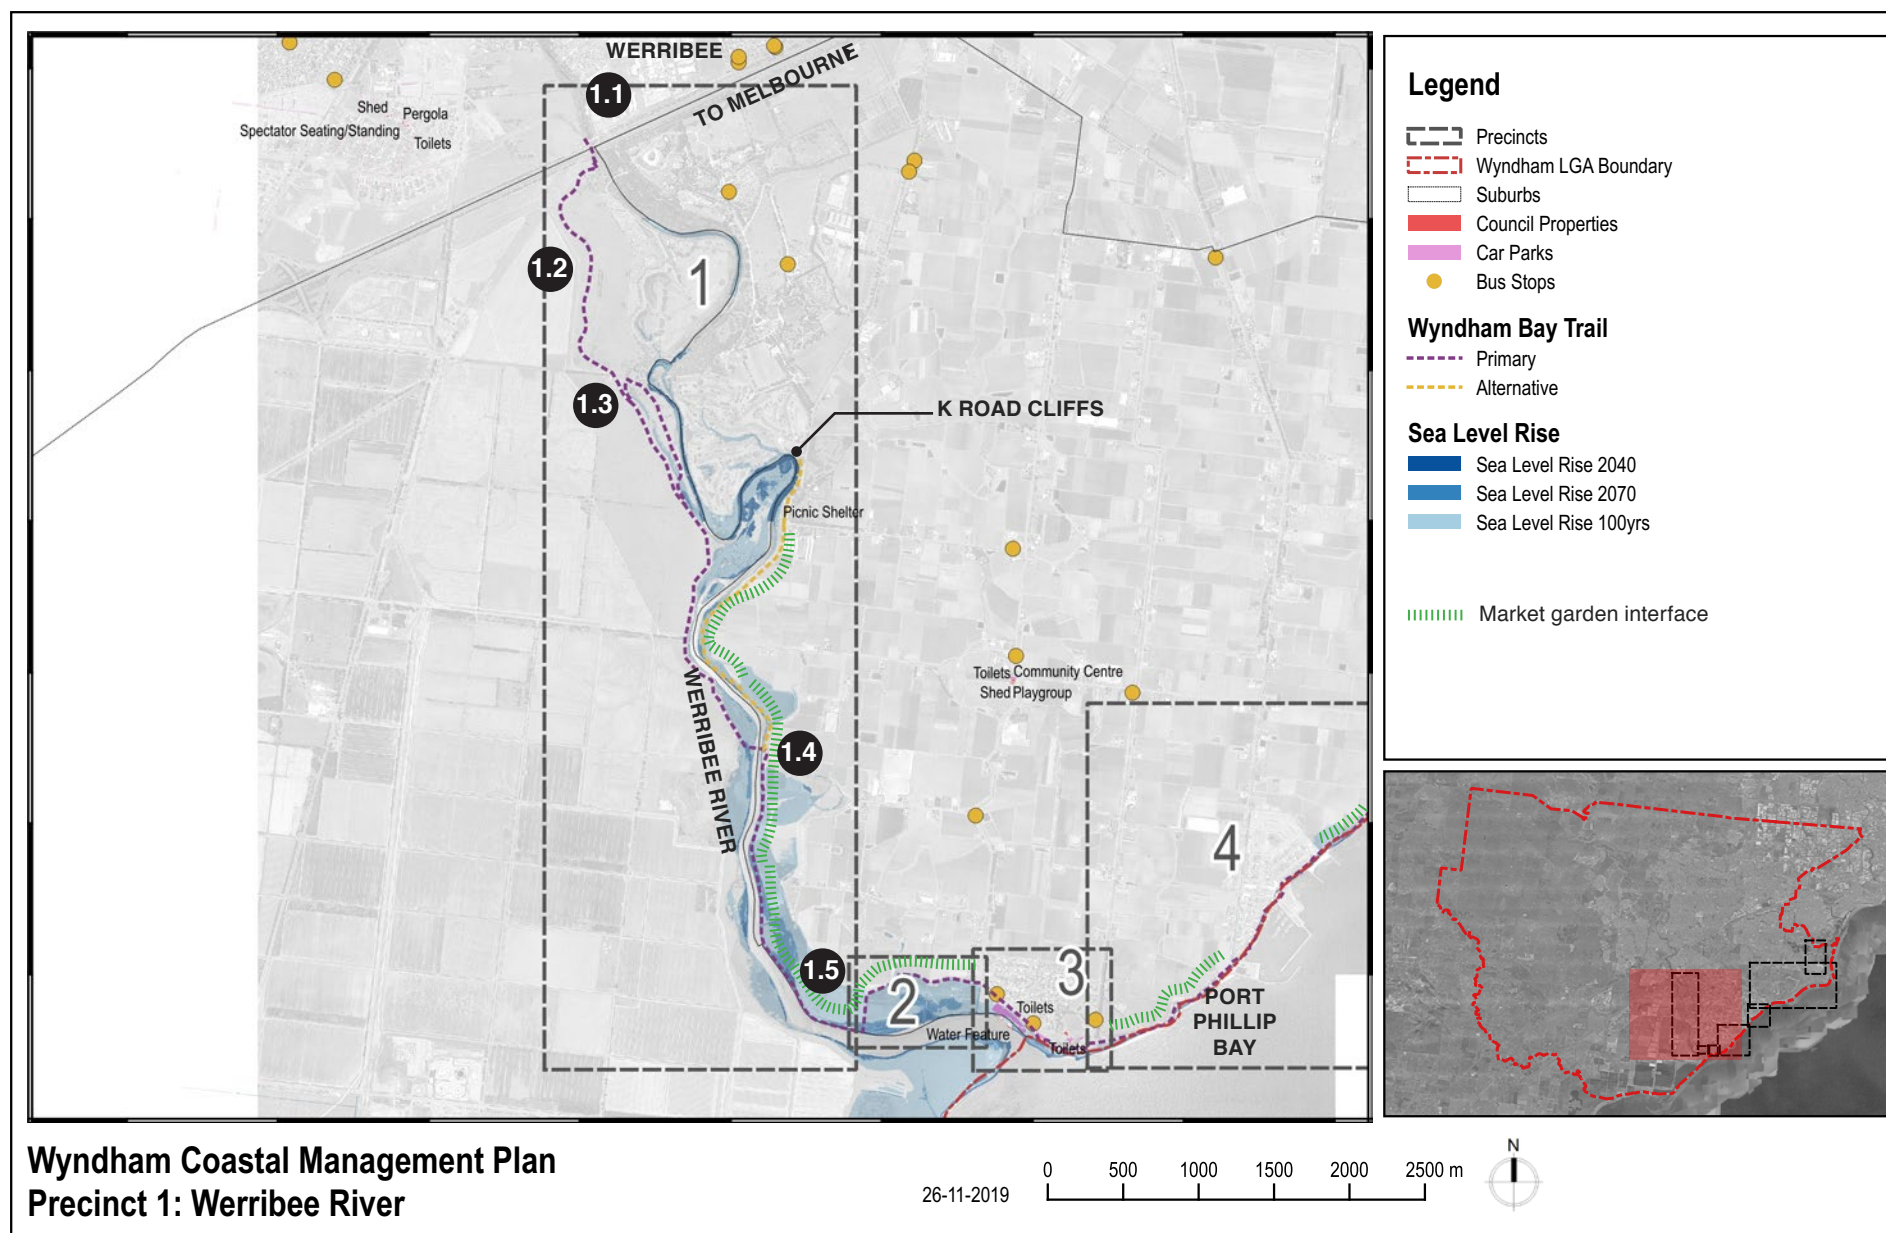 WERRIBEE
TO MELBOURNE
1.1
Shed
Pergola
Spectator Seating/Standing
Toilets
1.2
1
1.3
K ROAD CLIFFS
Picnic Shelter
WERRIBEE RIVER
Toilets Community Centre
Shed Playgroup
1.4
4
1.5
2
3
Toilets
Water Feature
Toilets
PORT
PHILLIP
BAY
Legend
Precincts
Wyndham LGA Boundary
Suburbs
Council Properties
Car Parks
Bus Stops
Wyndham Bay Trail
Primary
Alternative
Sea Level Rise
Sea Level Rise 2040
Sea Level Rise 2070
Sea Level Rise 100yrs
Market garden interface
Wyndham Coastal Management Plan
Precinct 1: Werribee River
26-11-2019
0 500 1000 1500 2000 2500 m
N